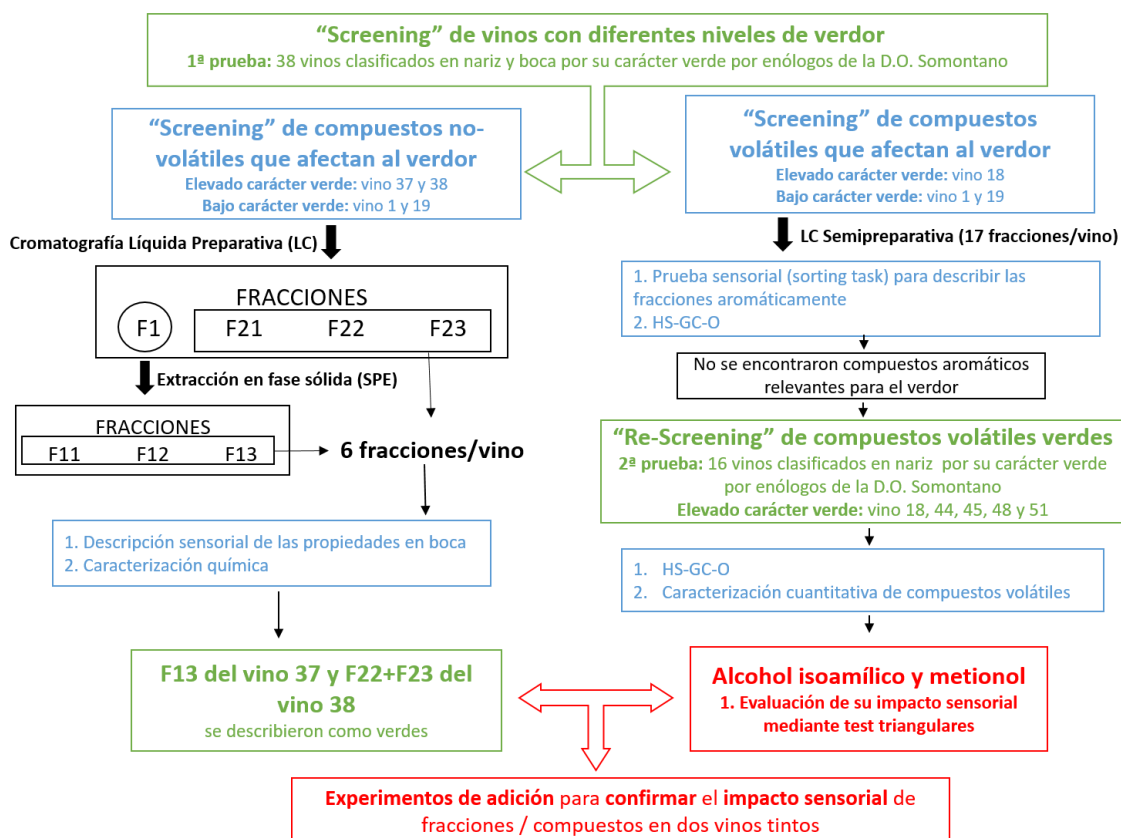 “Screening” de vinos con diferentes niveles de verdor
1ª prueba: 38 vinos clasificados en nariz y boca por su carácter verde por enólogos de la D.O. Somontano
“Screening” de compuestos no-
volátiles que afectan al verdor
Elevado carácter verde: vino 37 y 38
Bajo carácter verde: vino 1 y 19
“Screening” de compuestos
volátiles que afectan al verdor
Elevado carácter verde: vino 18
Bajo carácter verde: vino 1 y 19
Cromatografía Líquida Preparativa (LC)
FRACCIONES
F1
F21 F22 F23
Extracción en fase sólida (SPE)
FRACCIONES
F11 F12 F13
6 fracciones/vino
1. Descripción sensorial de las propiedades en boca
2. Caracterización química
F13 del vino 37 y F22+F23 del
vino 38
se describieron como verdes
LC Semipreparativa (17 fracciones/vino)
1. Prueba sensorial (sorting task) para describir las
fracciones aromáticamente
2. HS-GC-O
No se encontraron compuestos aromáticos
relevantes para el verdor
“Re-Screening” de compuestos volátiles verdes
2ª prueba: 16 vinos clasificados en nariz por su carácter verde
por enólogos de la D.O. Somontano
Elevado carácter verde: vino 18, 44, 45, 48 y 51
1. HS-GC-O
2. Caracterización cuantitativa de compuestos volátiles
Alcohol isoamílico y metionol
1. Evaluación de su impacto sensorial
mediante test triangulares
Experimentos de adición para confirmar el impacto sensorial de
fracciones / compuestos en dos vinos tintos